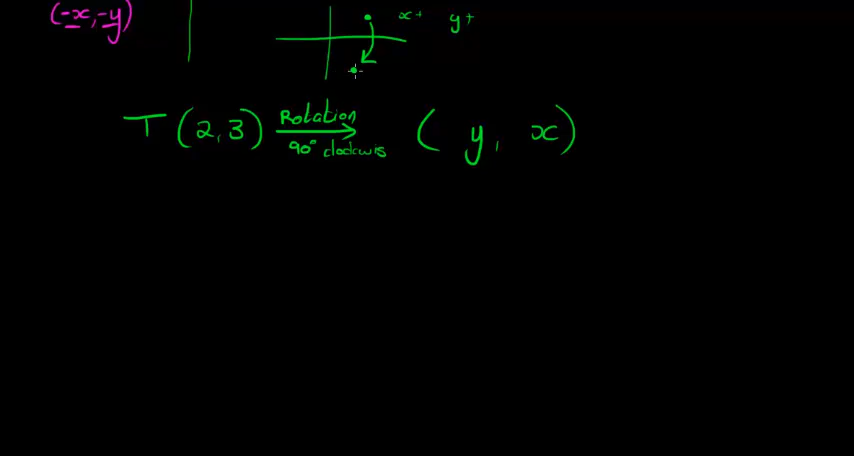 (-x, -y)
x+ y+
T (2, 3) Rotation 90° clockwis ( y, x)